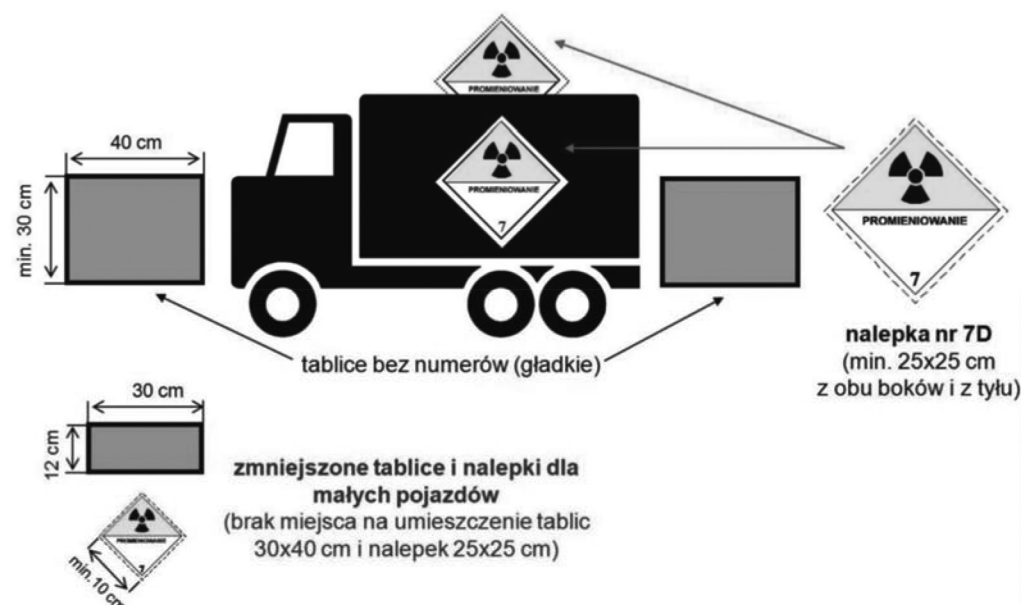 PROMIENIOWANIE
PROMIENIOWANIE
7
40 cm
min. 30 cm
PROMIENIOWANIE
7
nalepka nr 7D
(min. 25x25 cm
z obu boków i z tyłu)
tablice bez numerów (gładkie)
30 cm
12 cm
zmniejszone tablice i nalepki dla
małych pojazdów
(brak miejsca na umieszczenie tablic
30x40 cm i nalepek 25x25 cm)
PROMIENIOWANIE
7
min. 10 cm